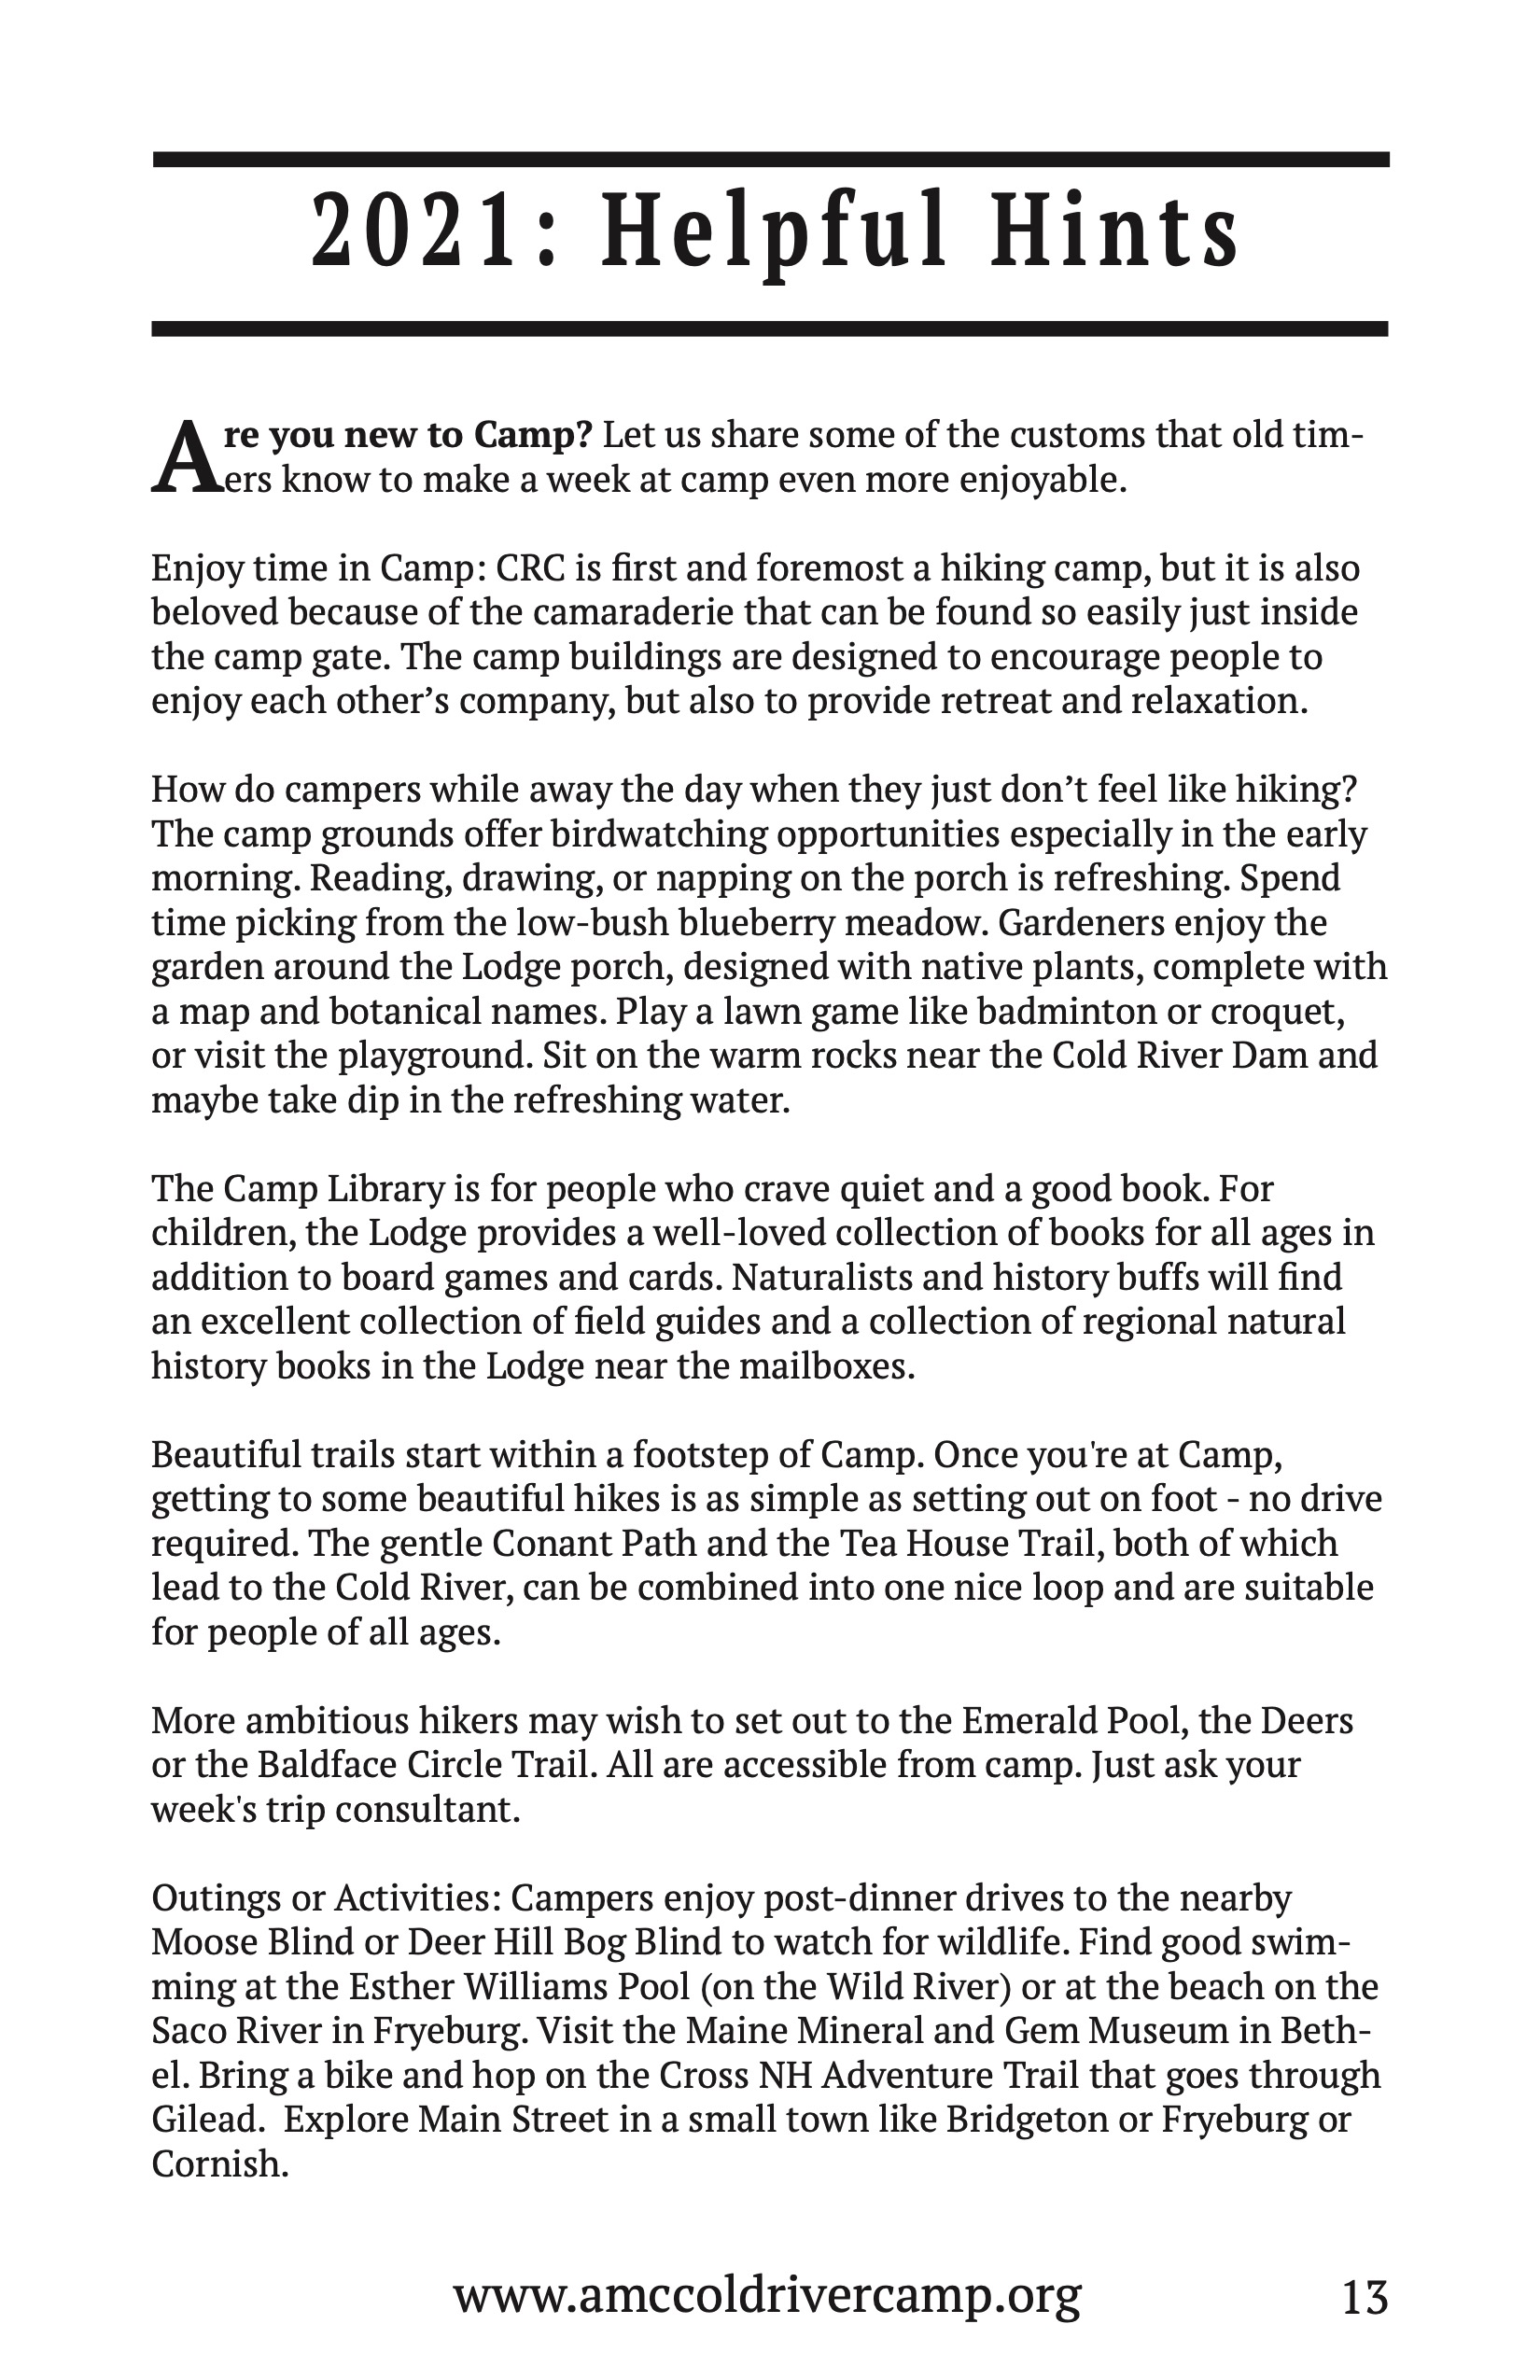 2021: Helpful Hints
Are you new to Camp? Let us share some of the customs that old tim-
ers know to make a week at camp even more enjoyable.
Enjoy time in Camp: CRC is first and foremost a hiking camp, but it is also
beloved because of the camaraderie that can be found so easily just inside
the camp gate. The camp buildings are designed to encourage people to
enjoy each other’s company, but also to provide retreat and relaxation.
How do campers while away the day when they just don’t feel like hiking?
The camp grounds offer birdwatching opportunities especially in the early
morning. Reading, drawing, or napping on the porch is refreshing. Spend
time picking from the low-bush blueberry meadow. Gardeners enjoy the
garden around the Lodge porch, designed with native plants, complete with
a map and botanical names. Play a lawn game like badminton or croquet,
or visit the playground. Sit on the warm rocks near the Cold River Dam and
maybe take dip in the refreshing water.
The Camp Library is for people who crave quiet and a good book. For
children, the Lodge provides a well-loved collection of books for all ages in
addition to board games and cards. Naturalists and history buffs will find
an excellent collection of field guides and a collection of regional natural
history books in the Lodge near the mailboxes.
Beautiful trails start within a footstep of Camp. Once you're at Camp,
getting to some beautiful hikes is as simple as setting out on foot - no drive
required. The gentle Conant Path and the Tea House Trail, both of which
lead to the Cold River, can be combined into one nice loop and are suitable
for people of all ages.
More ambitious hikers may wish to set out to the Emerald Pool, the Deers
or the Baldface Circle Trail. All are accessible from camp. Just ask your
week's trip consultant.
Outings or Activities: Campers enjoy post-dinner drives to the nearby
Moose Blind or Deer Hill Bog Blind to watch for wildlife. Find good swim-
ming at the Esther Williams Pool (on the Wild River) or at the beach on the
Saco River in Fryeburg. Visit the Maine Mineral and Gem Museum in Beth-
el. Bring a bike and hop on the Cross NH Adventure Trail that goes through
Gilead.  Explore Main Street in a small town like Bridgeton or Fryeburg or
Cornish.
www.amccoldrivercamp.org 13